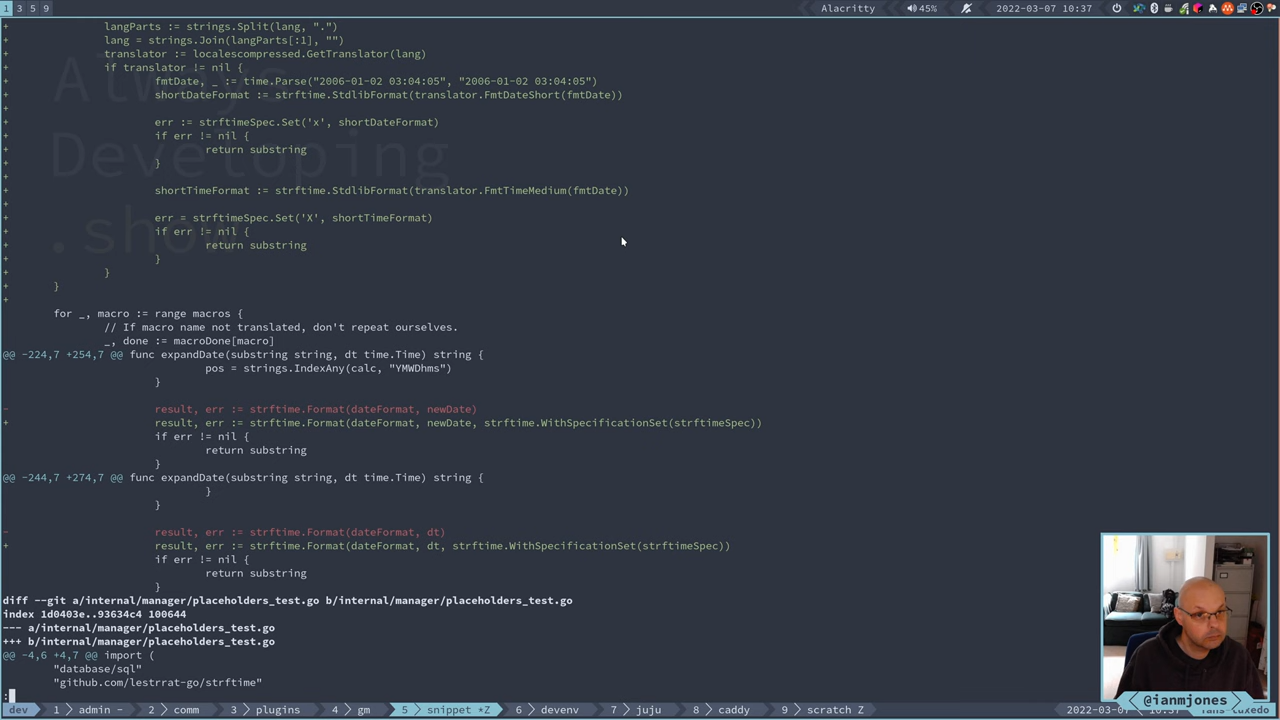 1 3 5 9 Alacritty 45% 2022-03-07 10:37
+ langParts := strings.Split(lang, ".")
+ lang = strings.Join(langParts[:1], "")
+ translator := localescompressed.GetTranslator(lang)
+ if translator != nil {
+ fmtDate, _ := time.Parse("2006-01-02 03:04:05", "2006-01-02 03:04:05")
+ shortDateFormat := strftime.StdlibFormat(translator.FmtDateShort(fmtDate))
+
+ err := strftimeSpec.Set('x', shortDateFormat)
+ if err != nil {
+ return substring
+ }
+
+ shortTimeFormat := strftime.StdlibFormat(translator.FmtTimeMedium(fmtDate))
+
+ err = strftimeSpec.Set('X', shortTimeFormat)
+ if err != nil {
+ return substring
+ }
+ }
+ }
+
for _, macro := range macros {
// If macro name not translated, don't repeat ourselves.
_, done := macroDone[macro]
@@ -224,7 +254,7 @@ func expandDate(substring string, dt time.Time) string {
pos = strings.IndexAny(calc, "YMWDhms")
}
- result, err := strftime.Format(dateFormat, newDate)
+ result, err := strftime.Format(dateFormat, newDate, strftime.WithSpecificationSet(strftimeSpec))
if err != nil {
return substring
}
@@ -244,7 +274,7 @@ func expandDate(substring string, dt time.Time) string {
}
}
- result, err := strftime.Format(dateFormat, dt)
+ result, err := strftime.Format(dateFormat, dt, strftime.WithSpecificationSet(strftimeSpec))
if err != nil {
return substring
}
diff --git a/internal/manager/placeholders_test.go b/internal/manager/placeholders_test.go
index 1d0403e..93634c4 100644
--- a/internal/manager/placeholders_test.go
+++ b/internal/manager/placeholders_test.go
@@ -4,6 +4,7 @@ import (
"database/sql"
"github.com/lestrrat-go/strftime"
:
dev 1 admin - 2 comm 3 plugins 4 gm 5 snippet *Z 6 devenv 7 juju 8 caddy 9 scratch Z 2022-03-07
Always
Developing
@ianmjones